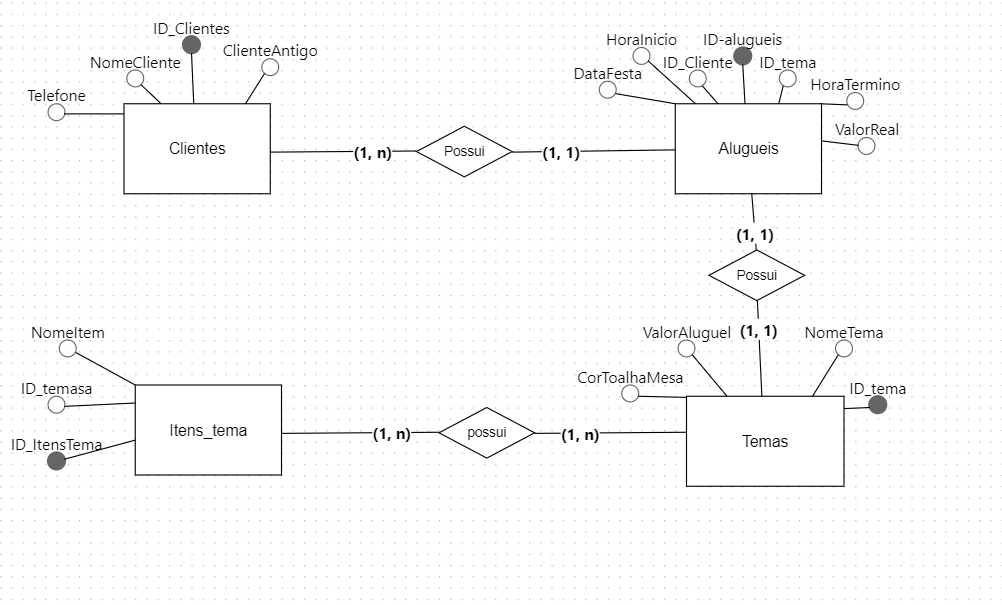 ID_Clientes
NomeCliente
ClienteAntigo
Telefone
Clientes
(1, n)
Possui
(1, 1)
HoraInicio
ID-alugueis
ID_Cliente
ID_tema
DataFesta
HoraTermino
ValorReal
Alugueis
(1, 1)
Possui
(1, 1)
NomeItem
ID_temasa
ID_ItensTema
Itens_tema
(1, n)
possui
(1, n)
ValorAluguel
NomeTema
CorToalhaMesa
ID_tema
Temas